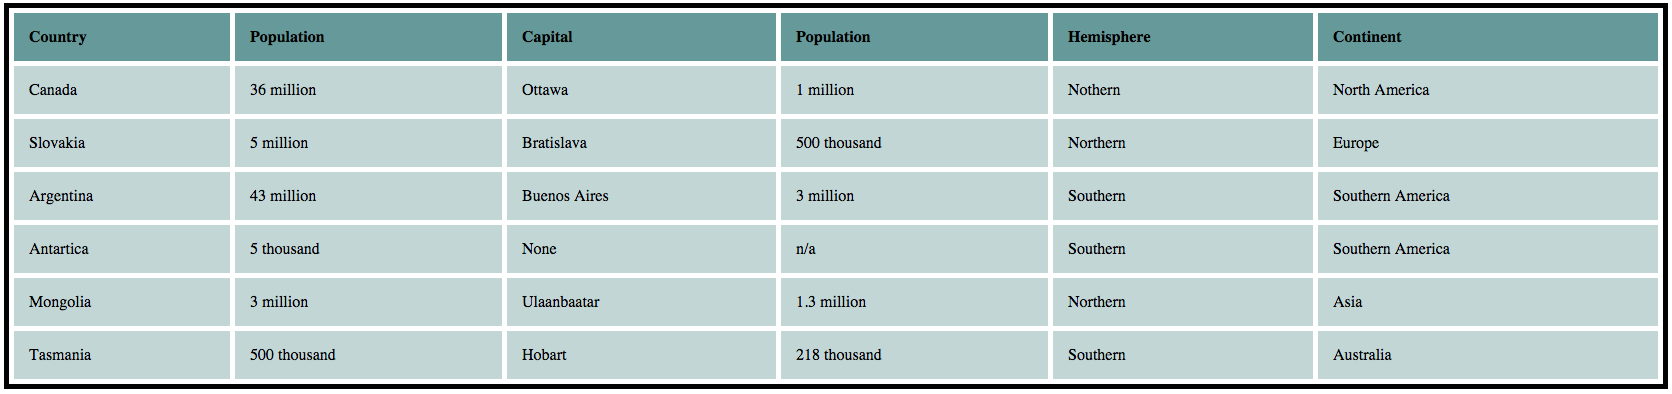 Country Population Capital Population Hemisphere Continent
Canada 36 million Ottawa 1 million Nothern North America
Slovakia 5 million Bratislava 500 thousand Northern Europe
Argentina 43 million Buenos Aires 3 million Southern Southern America
Antartica 5 thousand None n/a Southern Southern America
Mongolia 3 million Ulaanbaatar 1.3 million Northern Asia
Tasmania 500 thousand Hobart 218 thousand Southern Australia